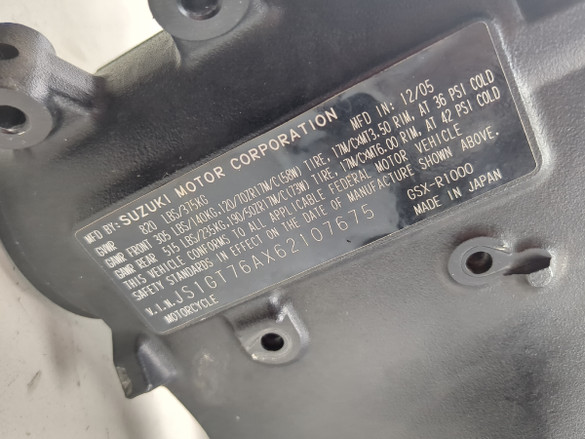 MFD BY: SUZUKI MOTOR CORPORATION MFD IN: 12/05
GVWR 820 LBS/375KG
GAWR FRONT 305 LBS/140KG,120/70ZR17M/C(58W) TIRE, 17M/CXMT3.50 RIM, AT 36 PSI COLD
GAWR REAR 515 LBS/235KG,190/50ZR17M/C(73W) TIRE, 17M/CXMT6.00 RIM, AT 42 PSI COLD
THIS VEHICLE CONFORMS TO ALL APPLICABLE FEDERAL MOTOR VEHICLE
SAFETY STANDARDS IN EFFECT ON THE DATE OF MANUFACTURE SHOWN ABOVE.
V.I.N. JS1GT76AX62107675 GSX-R1000
MOTORCYCLE MADE IN JAPAN